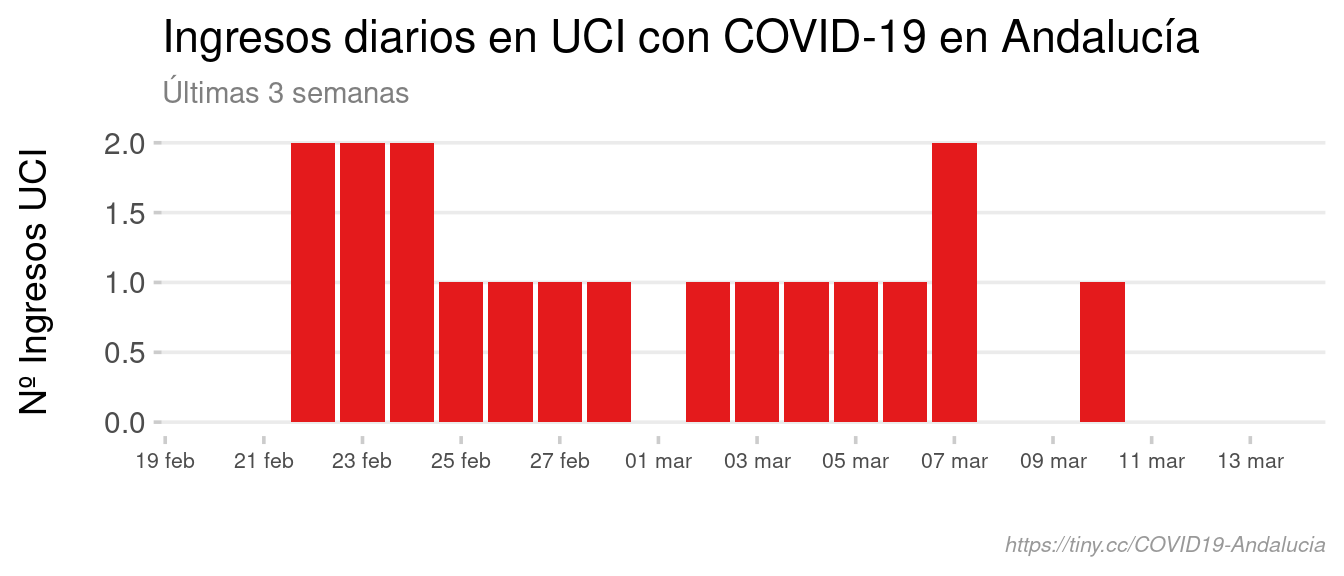 Ingresos diarios en UCI con COVID-19 en Andalucía
Últimas 3 semanas
Nº Ingresos UCI
2.0
1.5
1.0
0.5
0.0
19 feb 21 feb 23 feb 25 feb 27 feb 01 mar 03 mar 05 mar 07 mar 09 mar 11 mar 13 mar
https://tiny.cc/COVID19-Andalucia